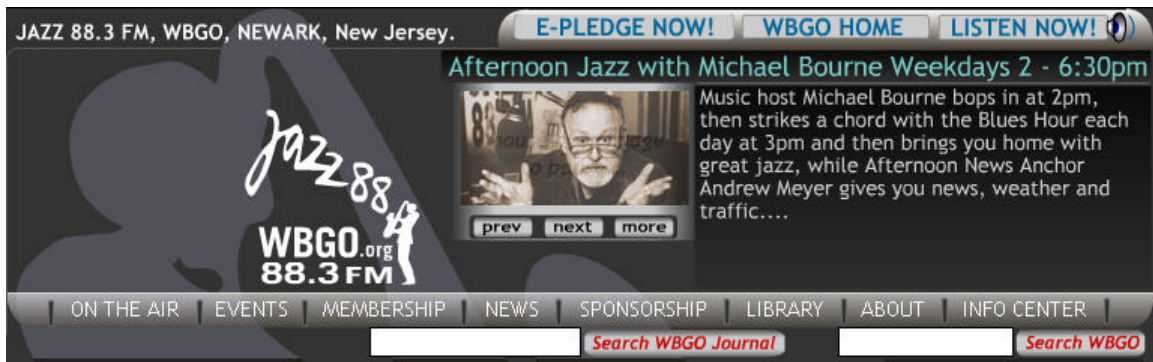 JAZZ 88.3 FM, WBGO, NEWARK, New Jersey.
E-PLEDGE NOW!
WBGO HOME
LISTEN NOW!
Afternoon Jazz with Michael Bourne Weekdays 2 - 6:30pm
Music host Michael Bourne bops in at 2pm,
then strikes a chord with the Blues Hour each
day at 3pm and then brings you home with
great jazz, while Afternoon News Anchor
Andrew Meyer gives you news, weather and
traffic....
88
prev
next
more
Jazz 88
WBGO.org
88.3 FM
ON THE AIR
EVENTS
MEMBERSHIP
NEWS
SPONSORSHIP
LIBRARY
ABOUT
INFO CENTER
Search WBGO Journal
Search WBGO